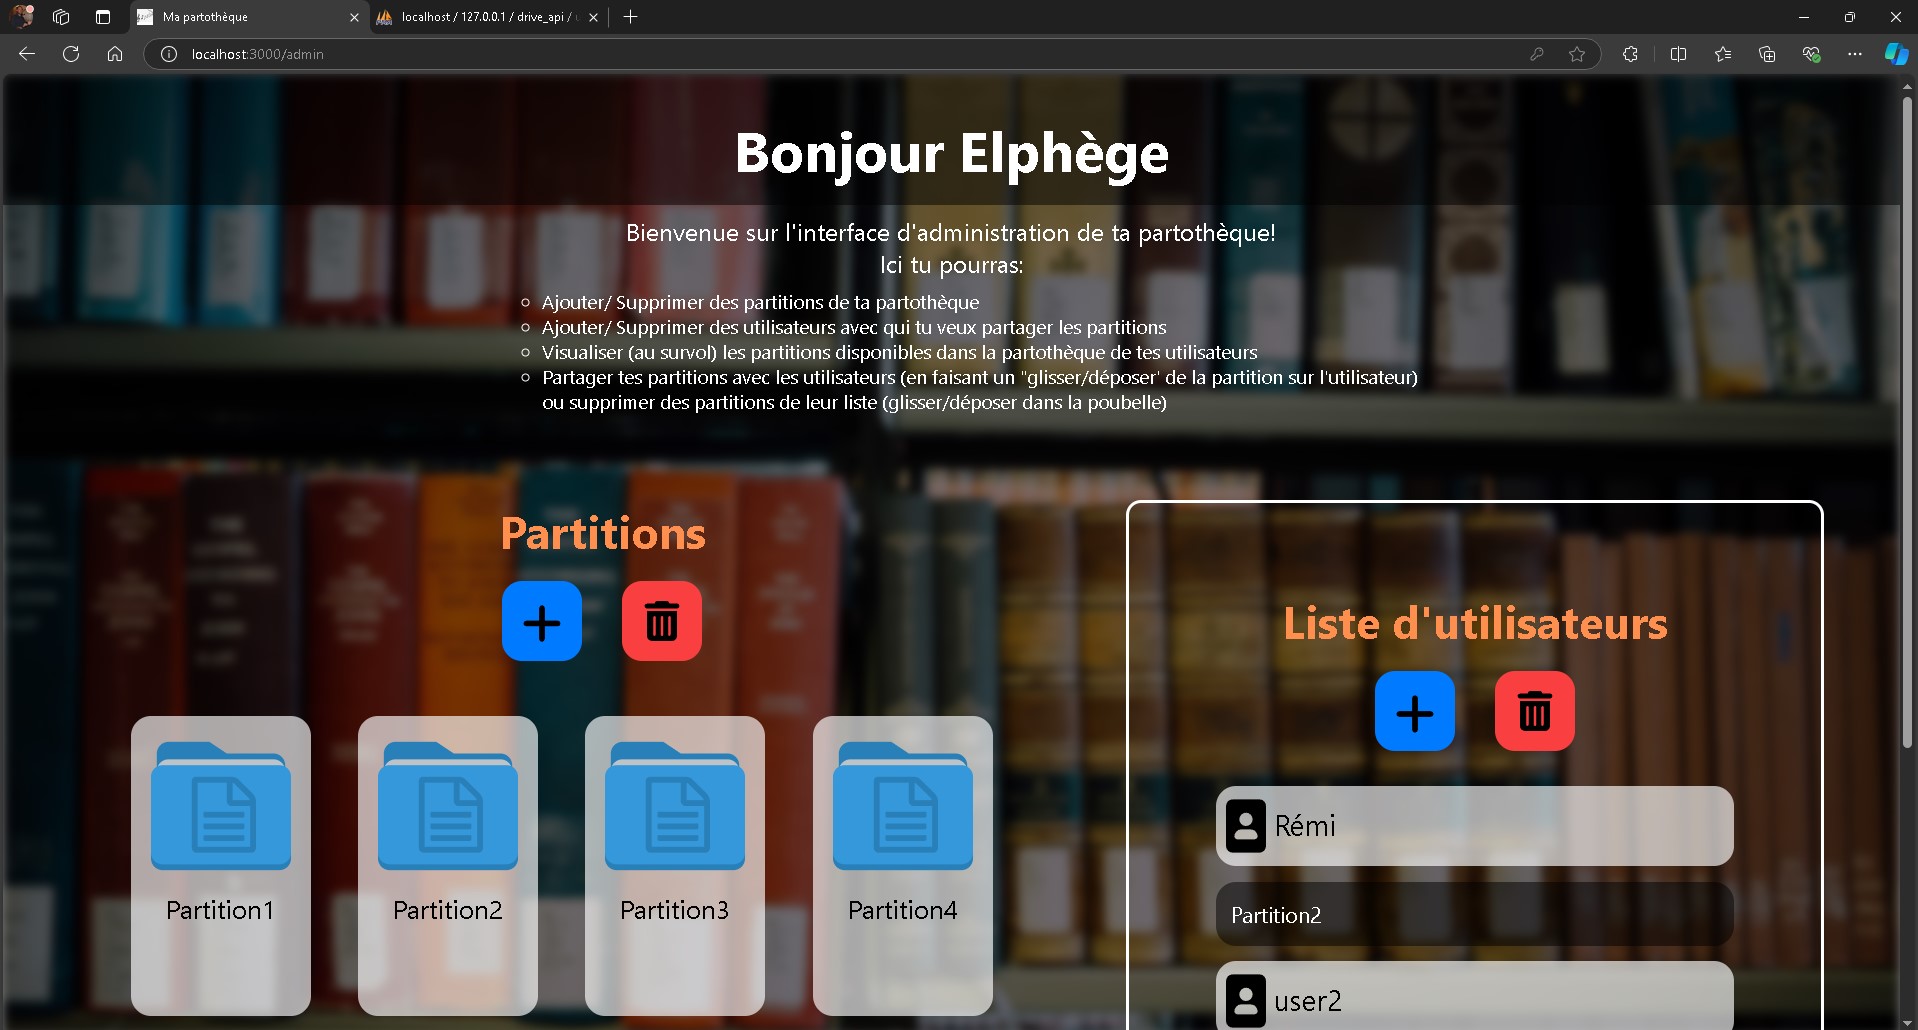 Ma partothèque
localhost / 127.0.0.1 / drive_api /
localhost:3000/admin
Bonjour Elphège
Bienvenue sur l'interface d'administration de ta partothèque!
Ici tu pourras:
Ajouter/ Supprimer des partitions de ta partothèque
Ajouter/ Supprimer des utilisateurs avec qui tu veux partager les partitions
Visualiser (au survol) les partitions disponibles dans la partothèque de tes utilisateurs
Partager tes partitions avec les utilisateurs (en faisant un "glisser/déposer' de la partition sur l'utilisateur)
ou supprimer des partitions de leur liste (glisser/déposer dans la poubelle)
Partitions
Partition1
Partition2
Partition3
Partition4
Liste d'utilisateurs
Rémi
Partition2
user2